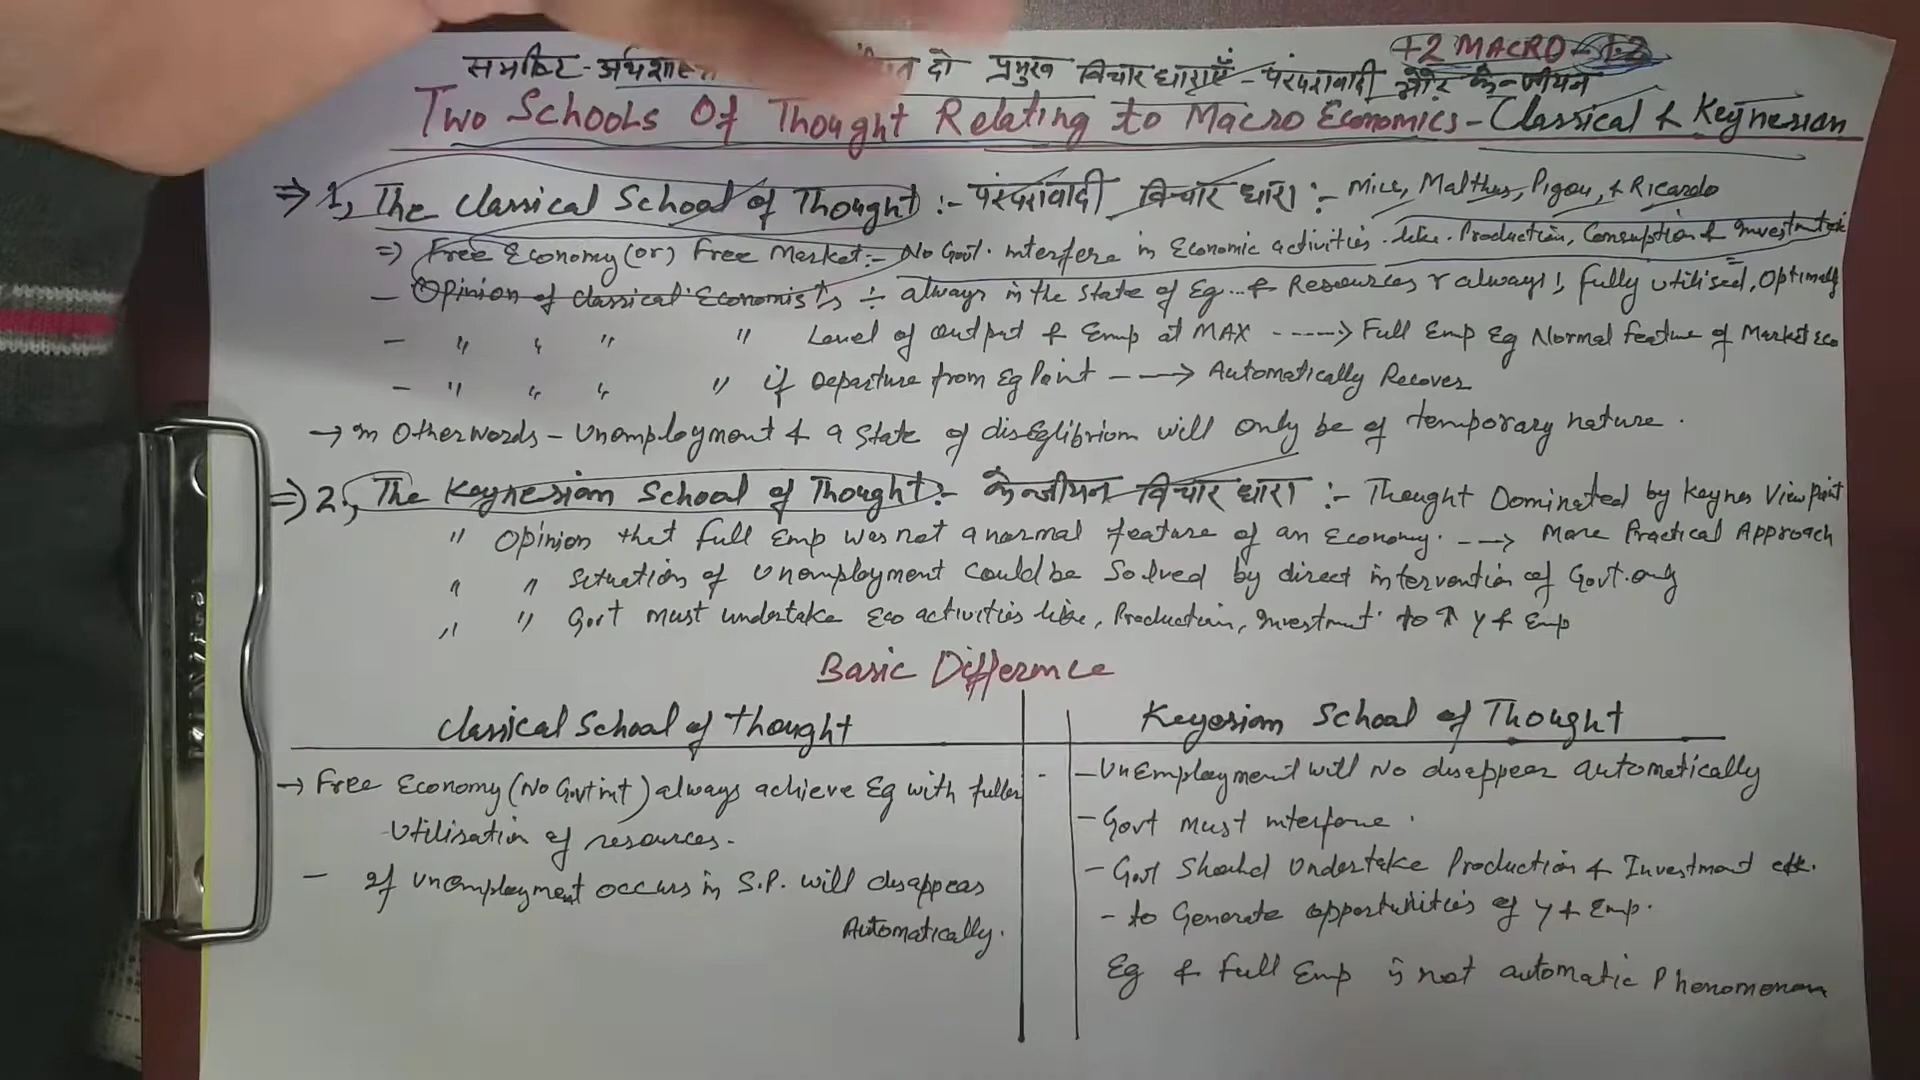 +2 MACRO-
समष्टि-अर्थशास्त्र दो प्रमुख विचार धाराएँ - परंपरावादी और केन्जीयन
Two Schools Of Thought Relating to Macro Economics - Classical & Keynesian
⇒ 1, The Classical School of Thought :- परंपरावादी विचार धारा :- Mill, Malthus, Pigou, & Ricardo
⇒ Free Economy (or) Free Market :- No Govt. interfere in Economic activities like Production, Consuption & Investment
- Opinion of Classical Economists ÷ always in the State of Eq... & Resources r always fully utilised, Optimally
- " " " " Level of output & Emp at MAX -----> Full Emp Eq Normal feature of Market Eco
- " " " " if Departure from Eq Point ---> Automatically Recover
→ In Other words - Unemployment & a State of diseqlibrium will only be of temporary nature.
⇒ 2, The Keynesian School of Thought :- केन्जीयन विचार धारा :- Thought Dominated by Keynes View Point
" Opinion that full Emp was not a normal feature of an Economy. ---> More Practical Approach
" " Situation of Unemployment could be Solved by direct intervention of Govt. only
" " Govt must undertake Eco activities like, Production, Investment to ↑ Y & Emp
Basic Difference
Classical School of thought
Keyesian School of Thought
→ Free Economy (No Govt int) always achieve Eq with fuller
Utilisation of resources.
- If unemployment occurs in S.P. will disappears
Automatically.
- UnEmployment will No disappear automatically
- Govt must interfare.
- Govt Should Undertake Production & Investment etc.
- to Generate opportunities of Y & Emp.
Eq & full Emp is not automatic Phenomenon